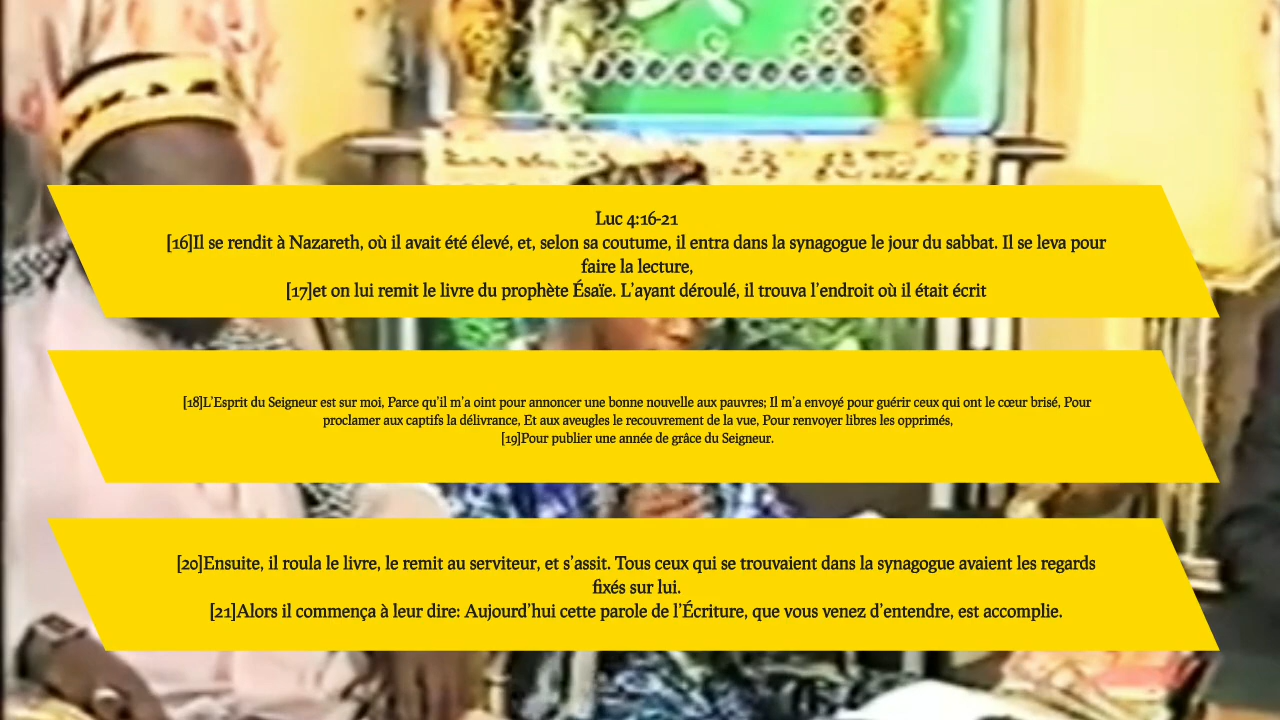 Luc 4:16-21
[16]Il se rendit à Nazareth, où il avait été élevé, et, selon sa coutume, il entra dans la synagogue le jour du sabbat. Il se leva pour
faire la lecture,
[17]et on lui remit le livre du prophète Ésaïe. L'ayant déroulé, il trouva l'endroit où il était écrit
[18]L'Esprit du Seigneur est sur moi, Parce qu'il m'a oint pour annoncer une bonne nouvelle aux pauvres; Il m'a envoyé pour guérir ceux qui ont le cœur brisé, Pour
proclamer aux captifs la délivrance, Et aux aveugles le recouvrement de la vue, Pour renvoyer libres les opprimés,
[19]Pour publier une année de grâce du Seigneur.
[20]Ensuite, il roula le livre, le remit au serviteur, et s'assit. Tous ceux qui se trouvaient dans la synagogue avaient les regards
fixés sur lui.
[21]Alors il commença à leur dire: Aujourd'hui cette parole de l'Écriture, que vous venez d'entendre, est accomplie.